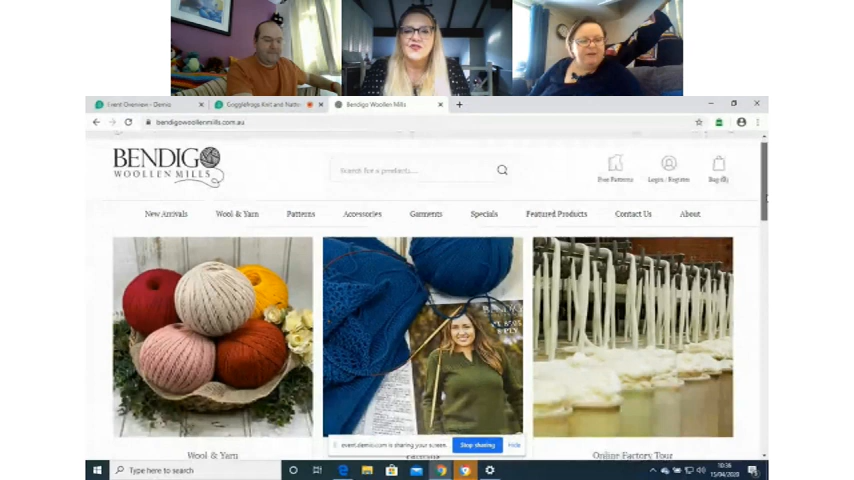 Event Overview - Demio
Gogglefrogs Knit and Natter
Bendigo Woollen Mills
bendigowoollenmills.com.au
BENDIGO
WOOLLEN MILLS
Search for a products...
Free Patterns
Login / Register
Bag (0)
New Arrivals
Wool & Yarn
Patterns
Accessories
Garments
Specials
Featured Products
Contact Us
About
Wool & Yarn
Patterns
Online Factory Tour
event.demio.com is sharing your screen.
Stop sharing
Hide
Type here to search
10:36
15/04/2020